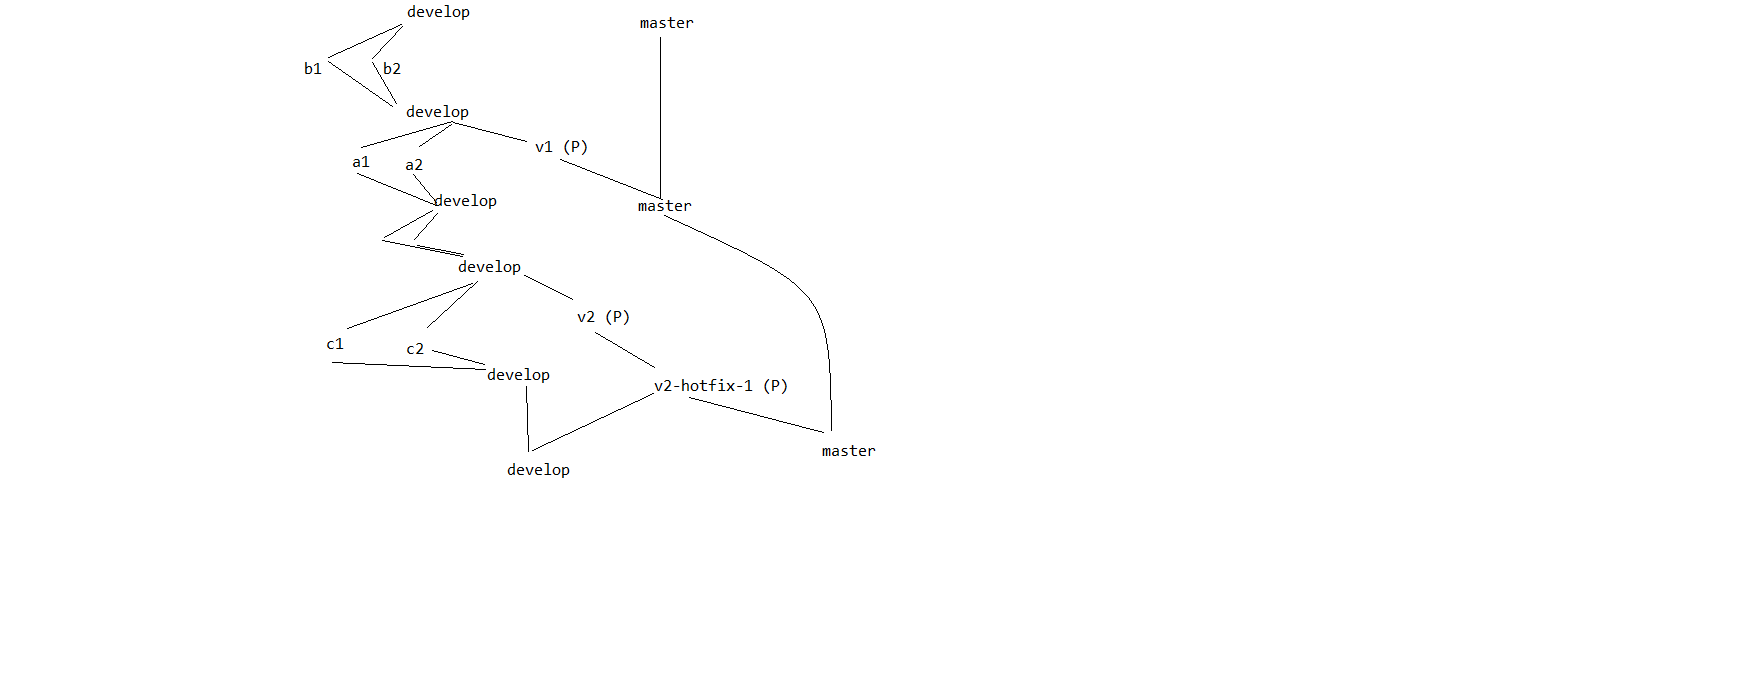 develop
master
b1
b2
develop
v1 (P)
a1
a2
develop
master
develop
v2 (P)
c1
c2
develop
v2-hotfix-1 (P)
master
develop